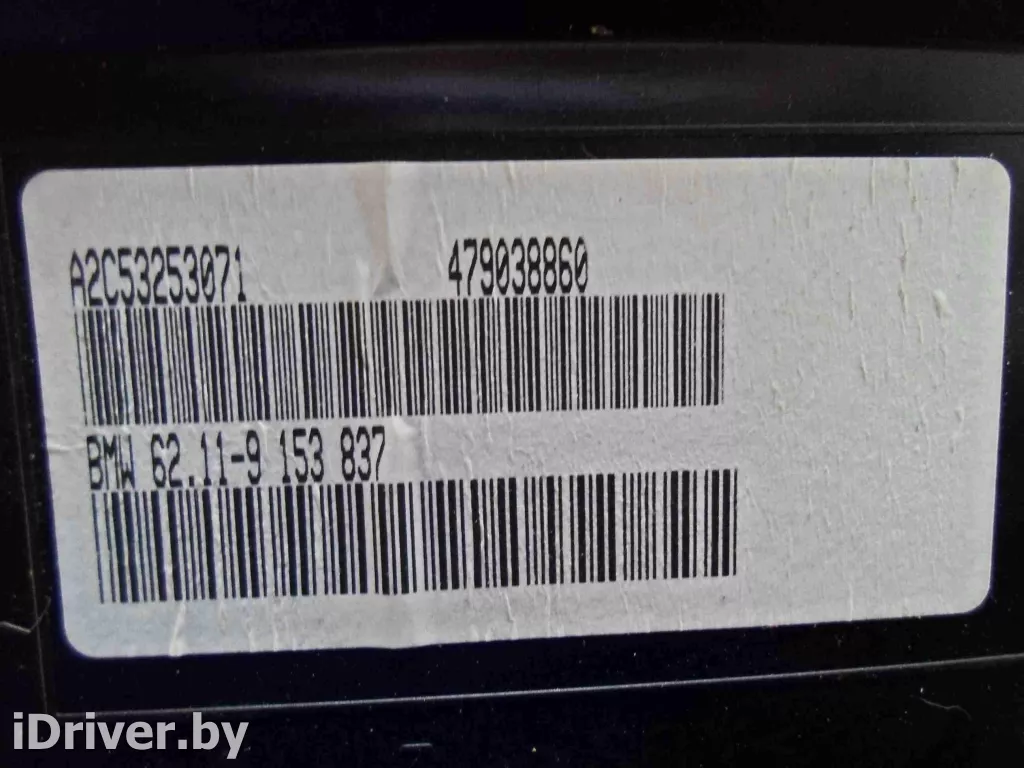 A2C53253071 479038860
BMW 62.11-9 153 837
iDriver.by